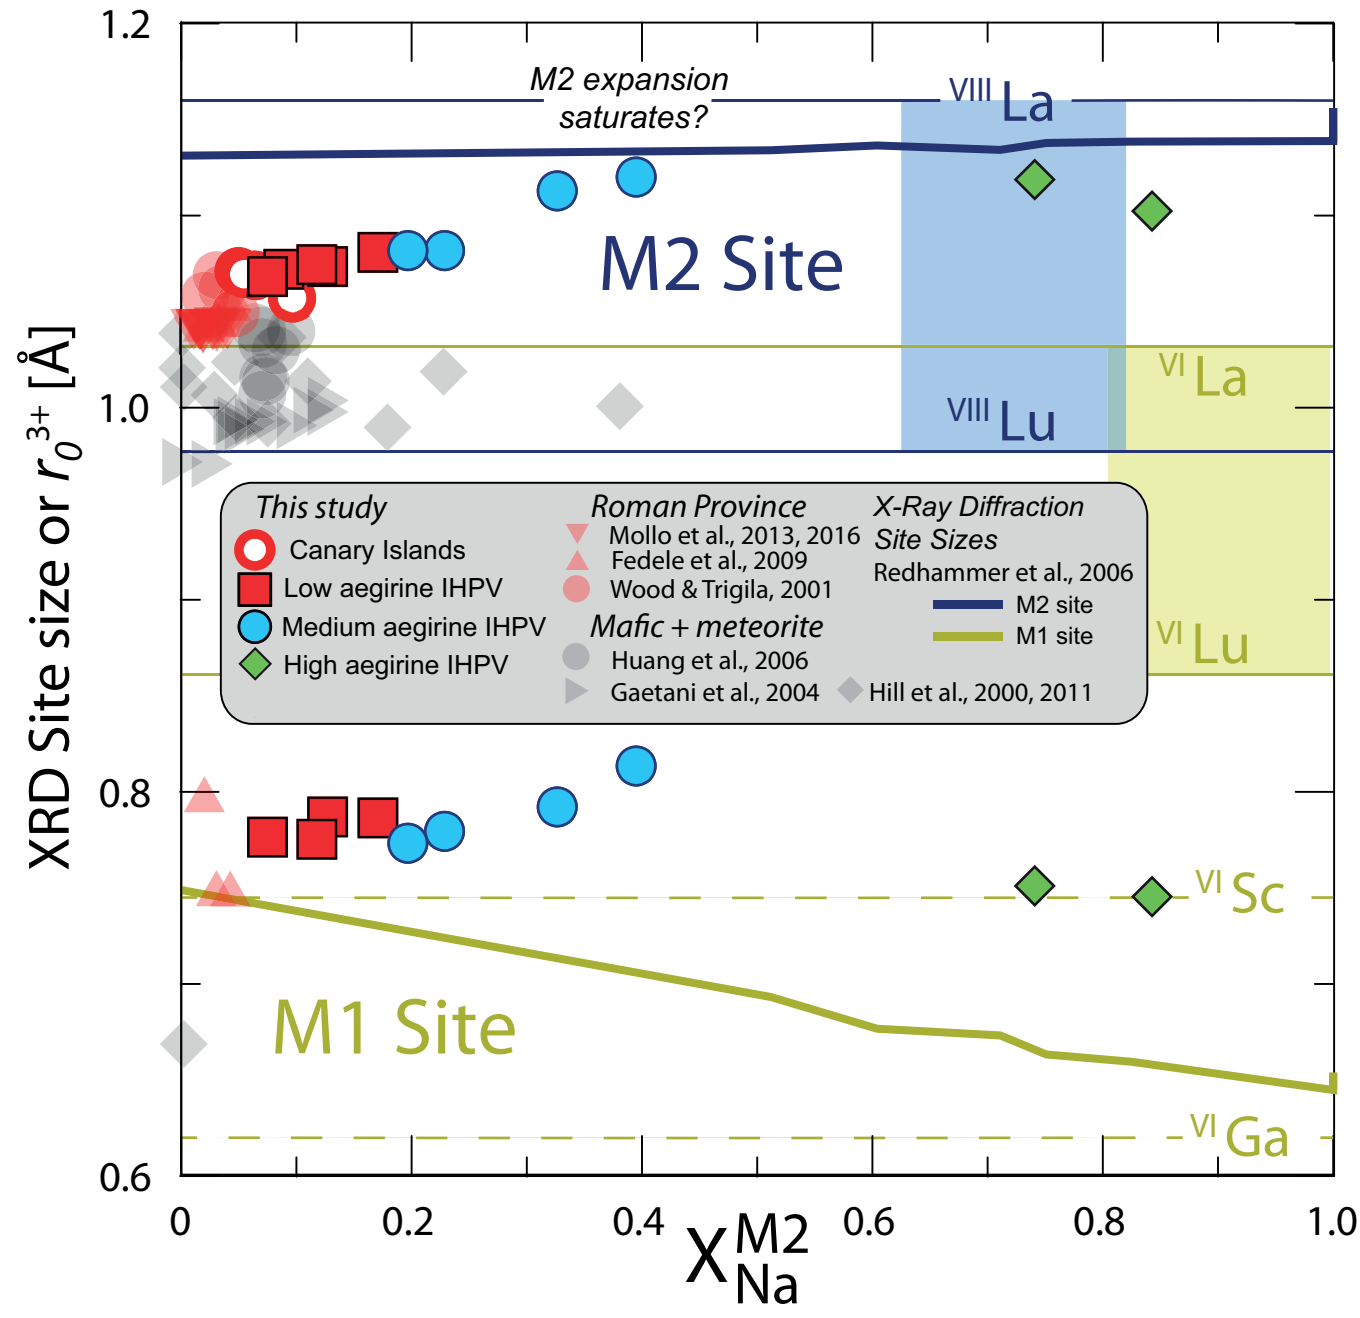 1.2
M2 expansion
saturates?
VIII La
M2 Site
VI La
1.0
VIII Lu
XRD Site size or r0 3+ [Å]
This study
Canary Islands
Low aegirine IHPV
Medium aegirine IHPV
High aegirine IHPV
Roman Province
Mollo et al., 2013, 2016
Fedele et al., 2009
Wood & Trigila, 2001
Mafic + meteorite
Huang et al., 2006
Gaetani et al., 2004
Hill et al., 2000, 2011
X-Ray Diffraction
Site Sizes
Redhammer et al., 2006
M2 site
M1 site
VI Lu
0.8
VI Sc
M1 Site
VI Ga
0.6
0 0.2 0.4 0.6 0.8 1.0
X M2 Na